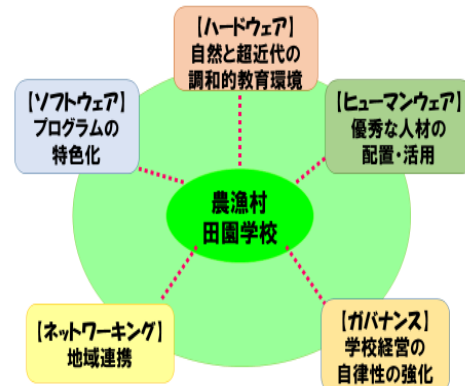 【ハードウェア】
自然と超近代の
調和的教育環境
【ソフトウェア】
プログラムの
特色化
【ヒューマンウェア】
優秀な人材の
配置・活用
農漁村
田園学校
【ネットワーキング】
地域連携
【ガバナンス】
学校経営の
自律性の強化